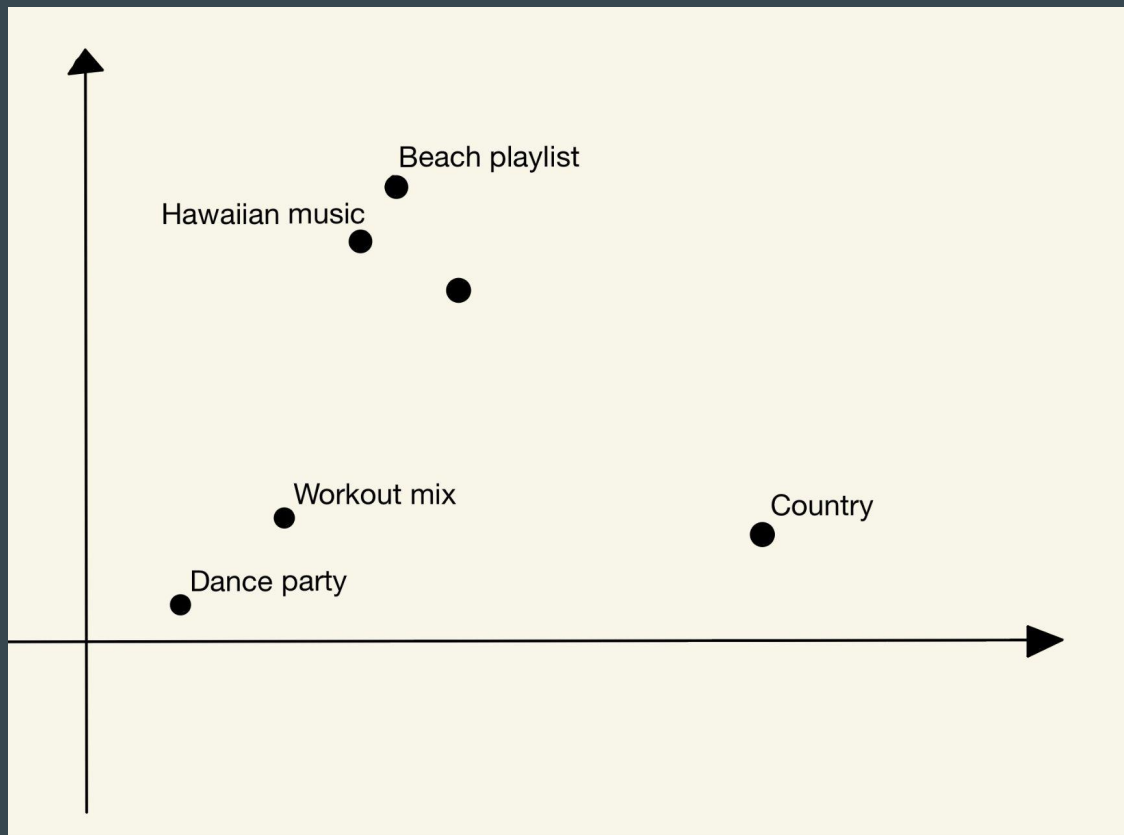 Beach playlist
Hawaiian music
Workout mix
Country
Dance party